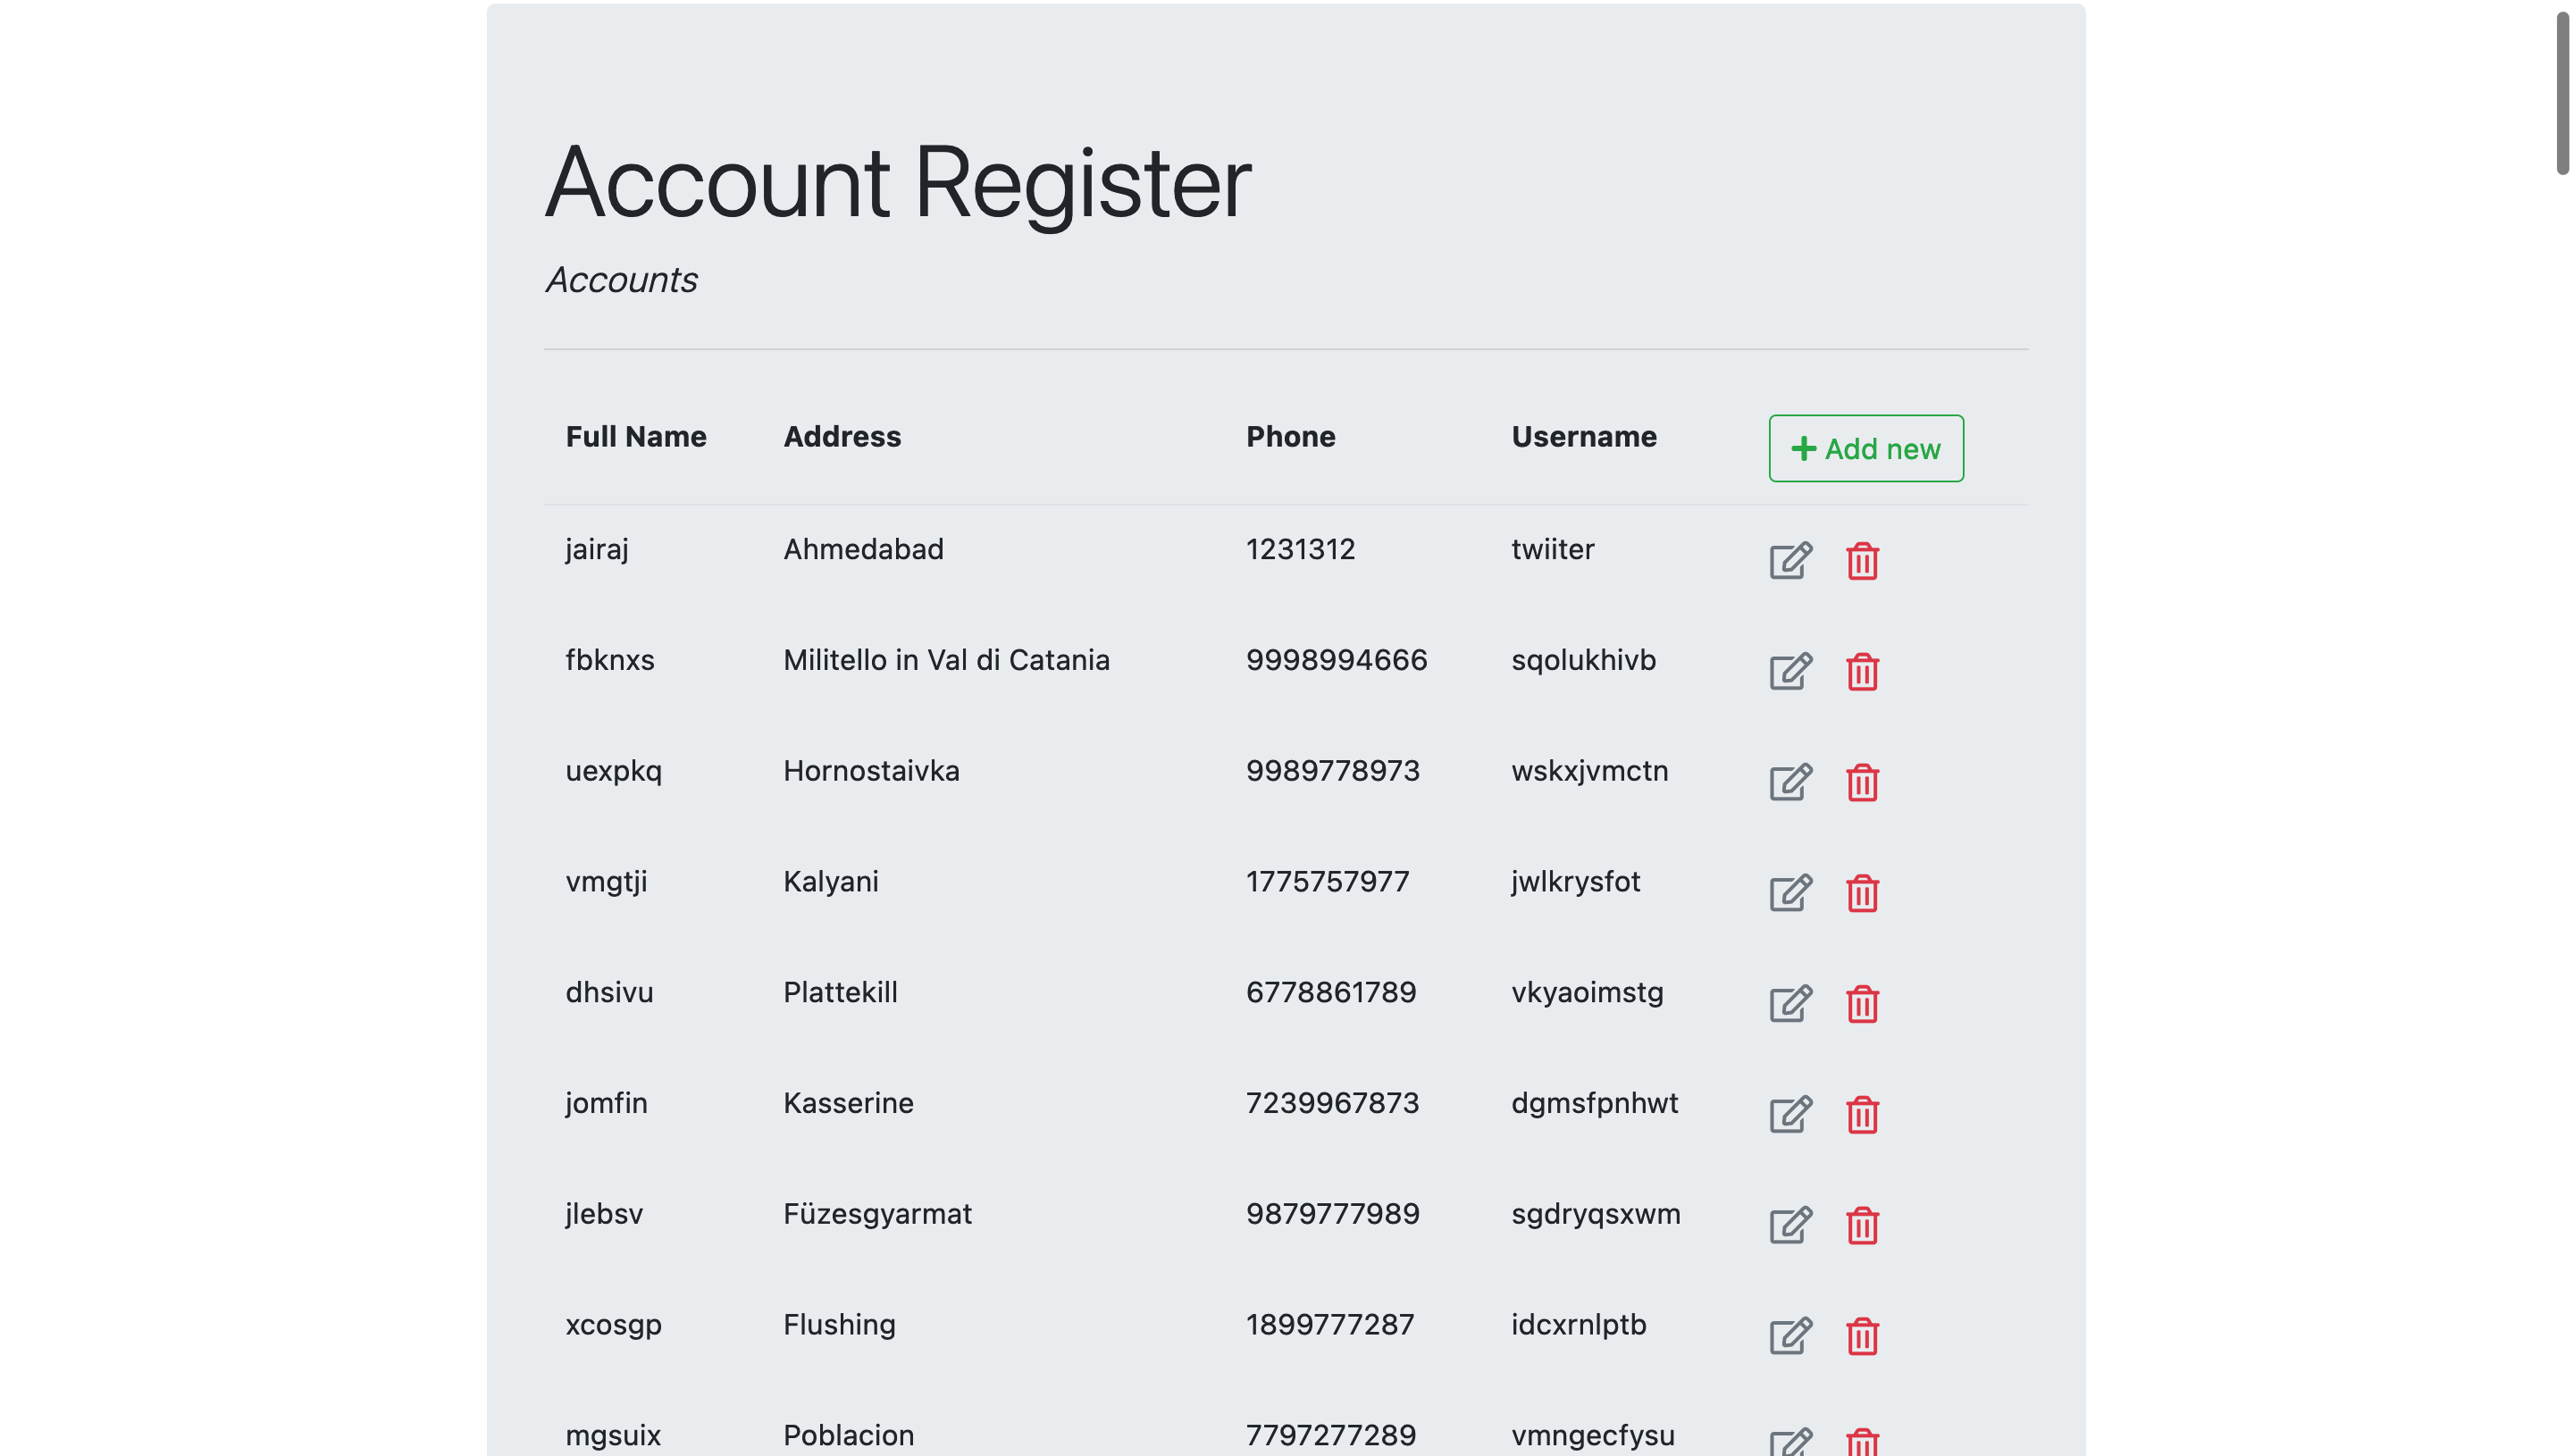 Account Register
Accounts
Full Name Address Phone Username Add new
jairaj Ahmedabad 1231312 twiiter
fbknxs Militello in Val di Catania 9998994666 sqolukhivb
uexpkq Hornostaivka 9989778973 wskxjvmctn
vmgtji Kalyani 1775757977 jwlkrysfot
dhsivu Plattekill 6778861789 vkyaoimstg
jomfin Kasserine 7239967873 dgmsfpnhwt
jlebsv Füzesgyarmat 9879777989 sgdryqsxwm
xcosgp Flushing 1899777287 idcxrnlptb
mgsuix Poblacion 7797277289 vmngecfysu